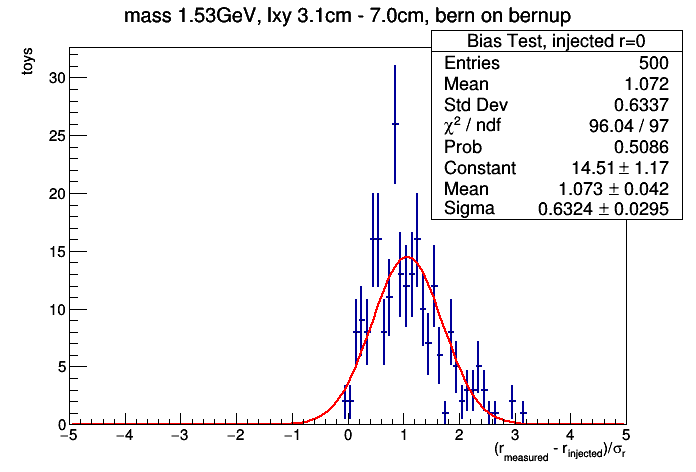 mass 1.53GeV, lxy 3.1cm - 7.0cm, bern on bernup
Bias Test, injected r=0
Entries 500
Mean 1.072
Std Dev 0.6337
χ² / ndf 96.04 / 97
Prob 0.5086
Constant 14.51 ± 1.17
Mean 1.073 ± 0.042
Sigma 0.6324 ± 0.0295
toys
30
25
20
15
10
5
0
−5 −4 −3 −2 −1 0 1 2 3 4 5
(r_measured - r_injected)/σ_r